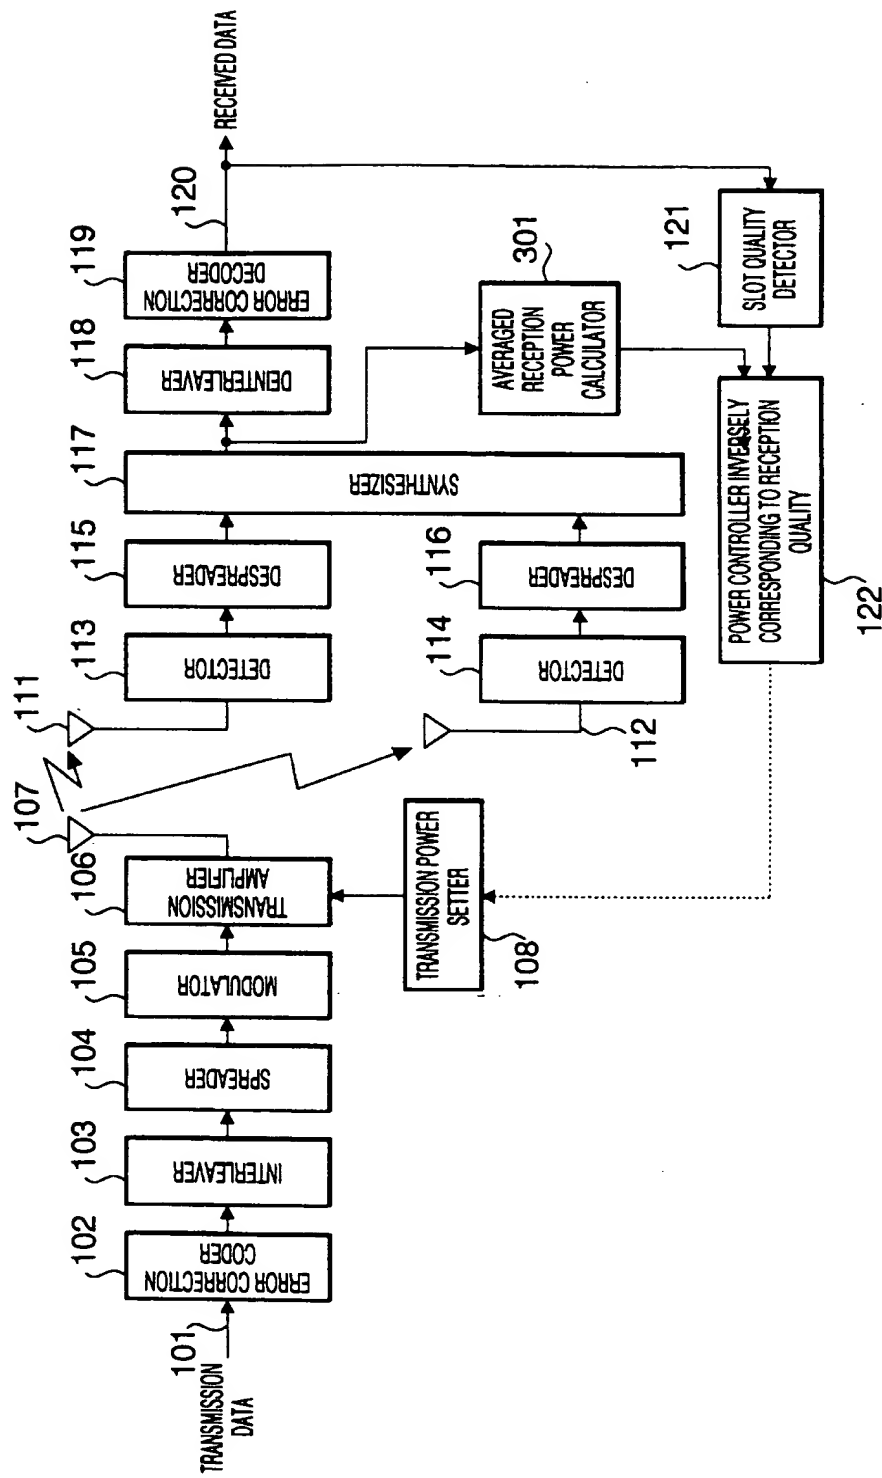 TRANSMISSION
DATA
101
102
ERROR CORRECTION
CODER
103
INTERLEAVER
104
SPREADER
105
MODULATOR
106
TRANSMISSION
AMPLIFIER
107
TRANSMISSION POWER
SETTER
108
111
113
DETECTOR
115
DESPREADER
112
114
DETECTOR
116
DESPREADER
117
SYNTHESIZER
118
DEINTERLEAVER
119
ERROR CORRECTION
DECODER
120
RECEIVED DATA
301
AVERAGED
RECEPTION
POWER
CALCULATOR
121
SLOT QUALITY
DETECTOR
POWER CONTROLLER INVERSELY
CORRESPONDING TO RECEPTION
QUALITY
122